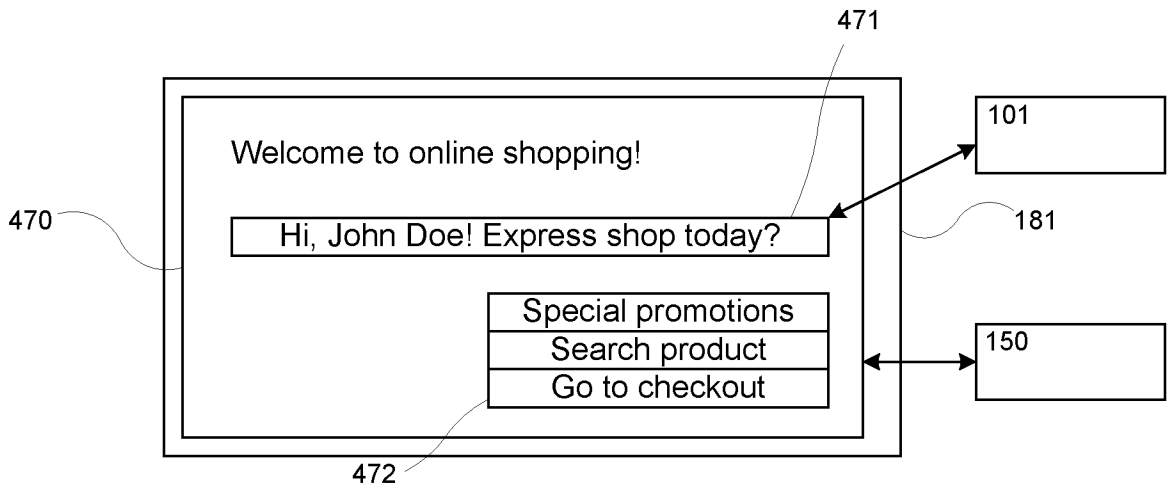 471
101
Welcome to online shopping!
470
181
Hi, John Doe! Express shop today?
Special promotions
150
Search product
Go to checkout
472